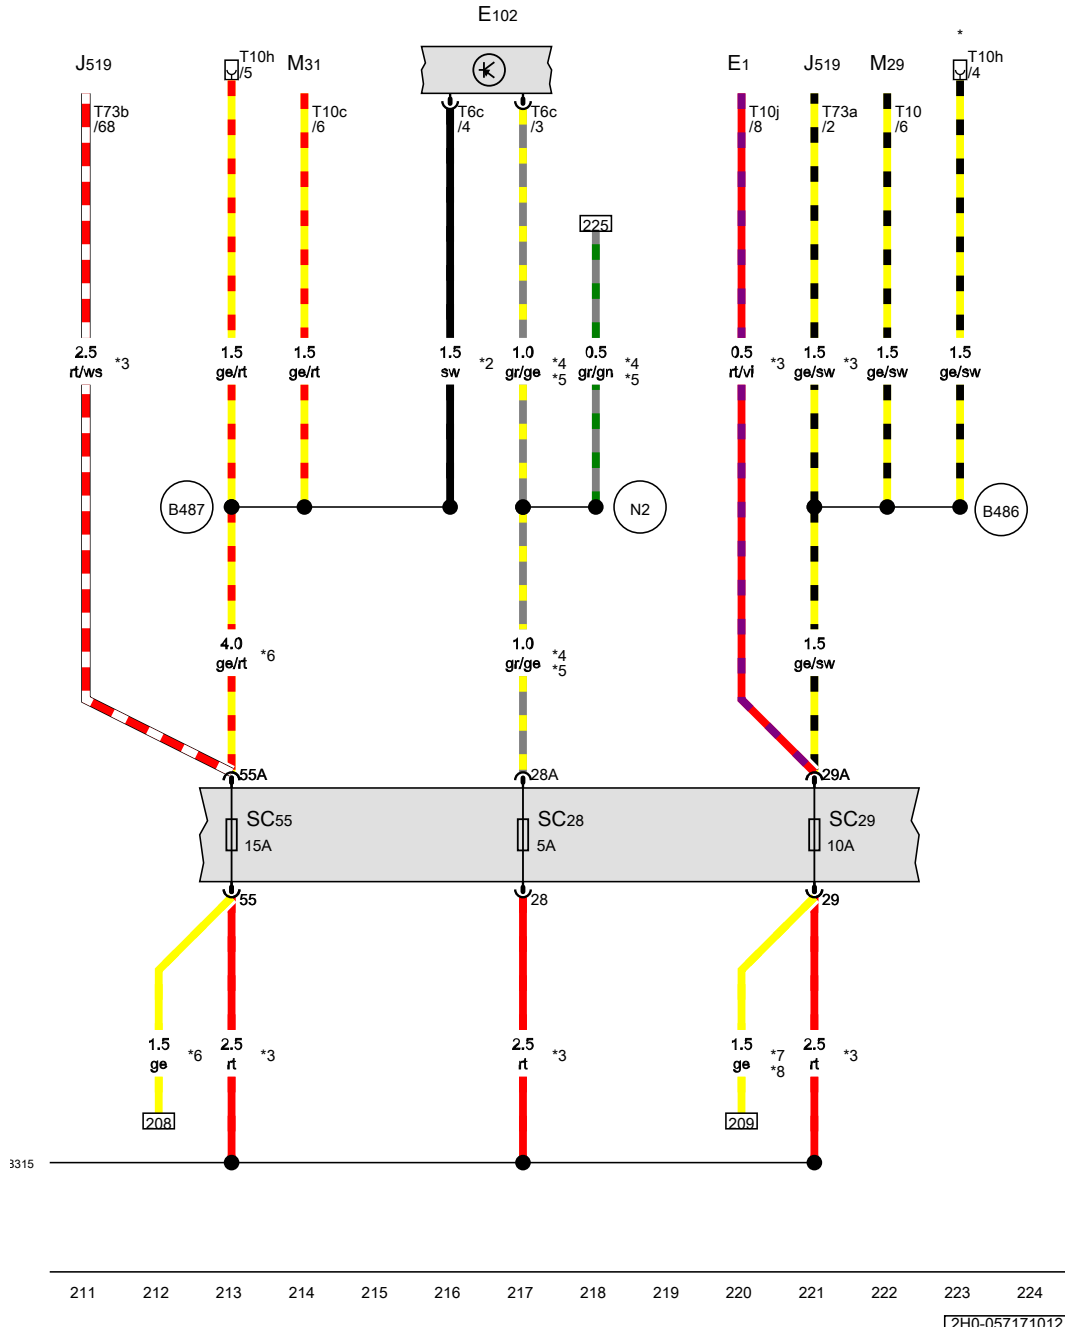 E102
*
J519
T10h
/5
M31
E1
J519
M29
T10h
/4
T73b
/68
T10c
/6
T6c
/4
T6c
/3
T10j
/8
T73a
/2
T10
/6
225
2.5
rt/ws
*3
1.5
ge/rt
1.5
ge/rt
1.5
sw
*2
1.0
gr/ge
*4
*5
0.5
gr/gn
*4
*5
0.5
rt/vi
*3
1.5
ge/sw
*3
1.5
ge/sw
1.5
ge/sw
B487
N2
B486
4.0
ge/rt
*6
1.0
gr/ge
*4
*5
1.5
ge/sw
55A
28A
29A
SC55
15A
SC28
5A
SC29
10A
55
28
29
1.5
ge
*6
2.5
rt
*3
2.5
rt
*3
1.5
ge
*7
*8
2.5
rt
*3
208
209
3315
211 212 213 214 215 216 217 218 219 220 221 222 223 224
2H0-057171012